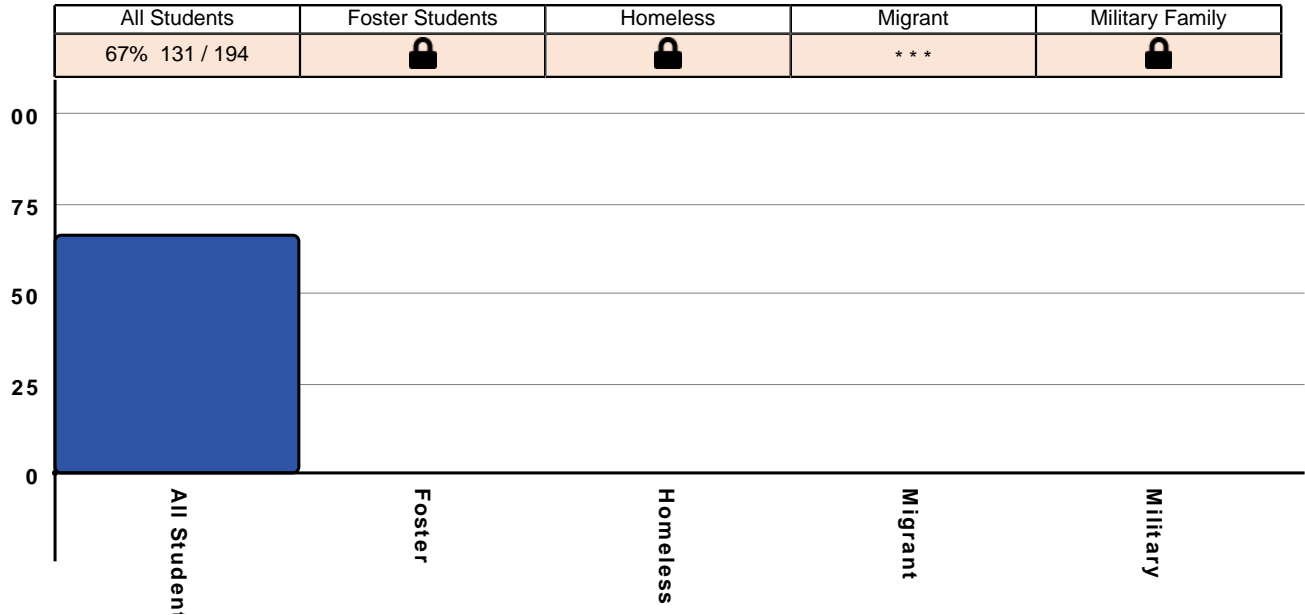 All Students Foster Students Homeless Migrant Military Family
67% 131 / 194 * * *
00
75
50
25
0
All Student
Foster
Homeless
Migrant
Military